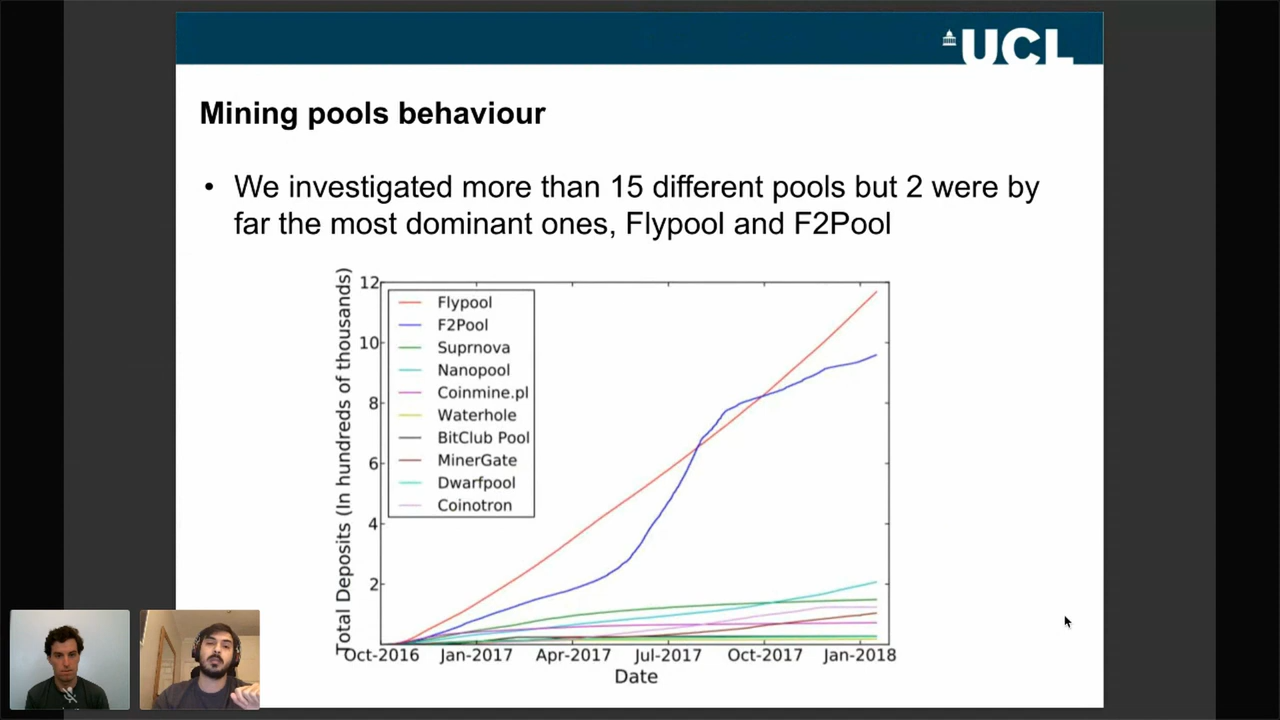 UCL
Mining pools behaviour
• We investigated more than 15 different pools but 2 were by
far the most dominant ones, Flypool and F2Pool
Total Deposits (In hundreds of thousands)
12
10
8
6
4
2
Flypool
F2Pool
Suprnova
Nanopool
Coinmine.pl
Waterhole
BitClub Pool
MinerGate
Dwarfpool
Coinotron
Oct-2016 Jan-2017 Apr-2017 Jul-2017 Oct-2017 Jan-2018
Date